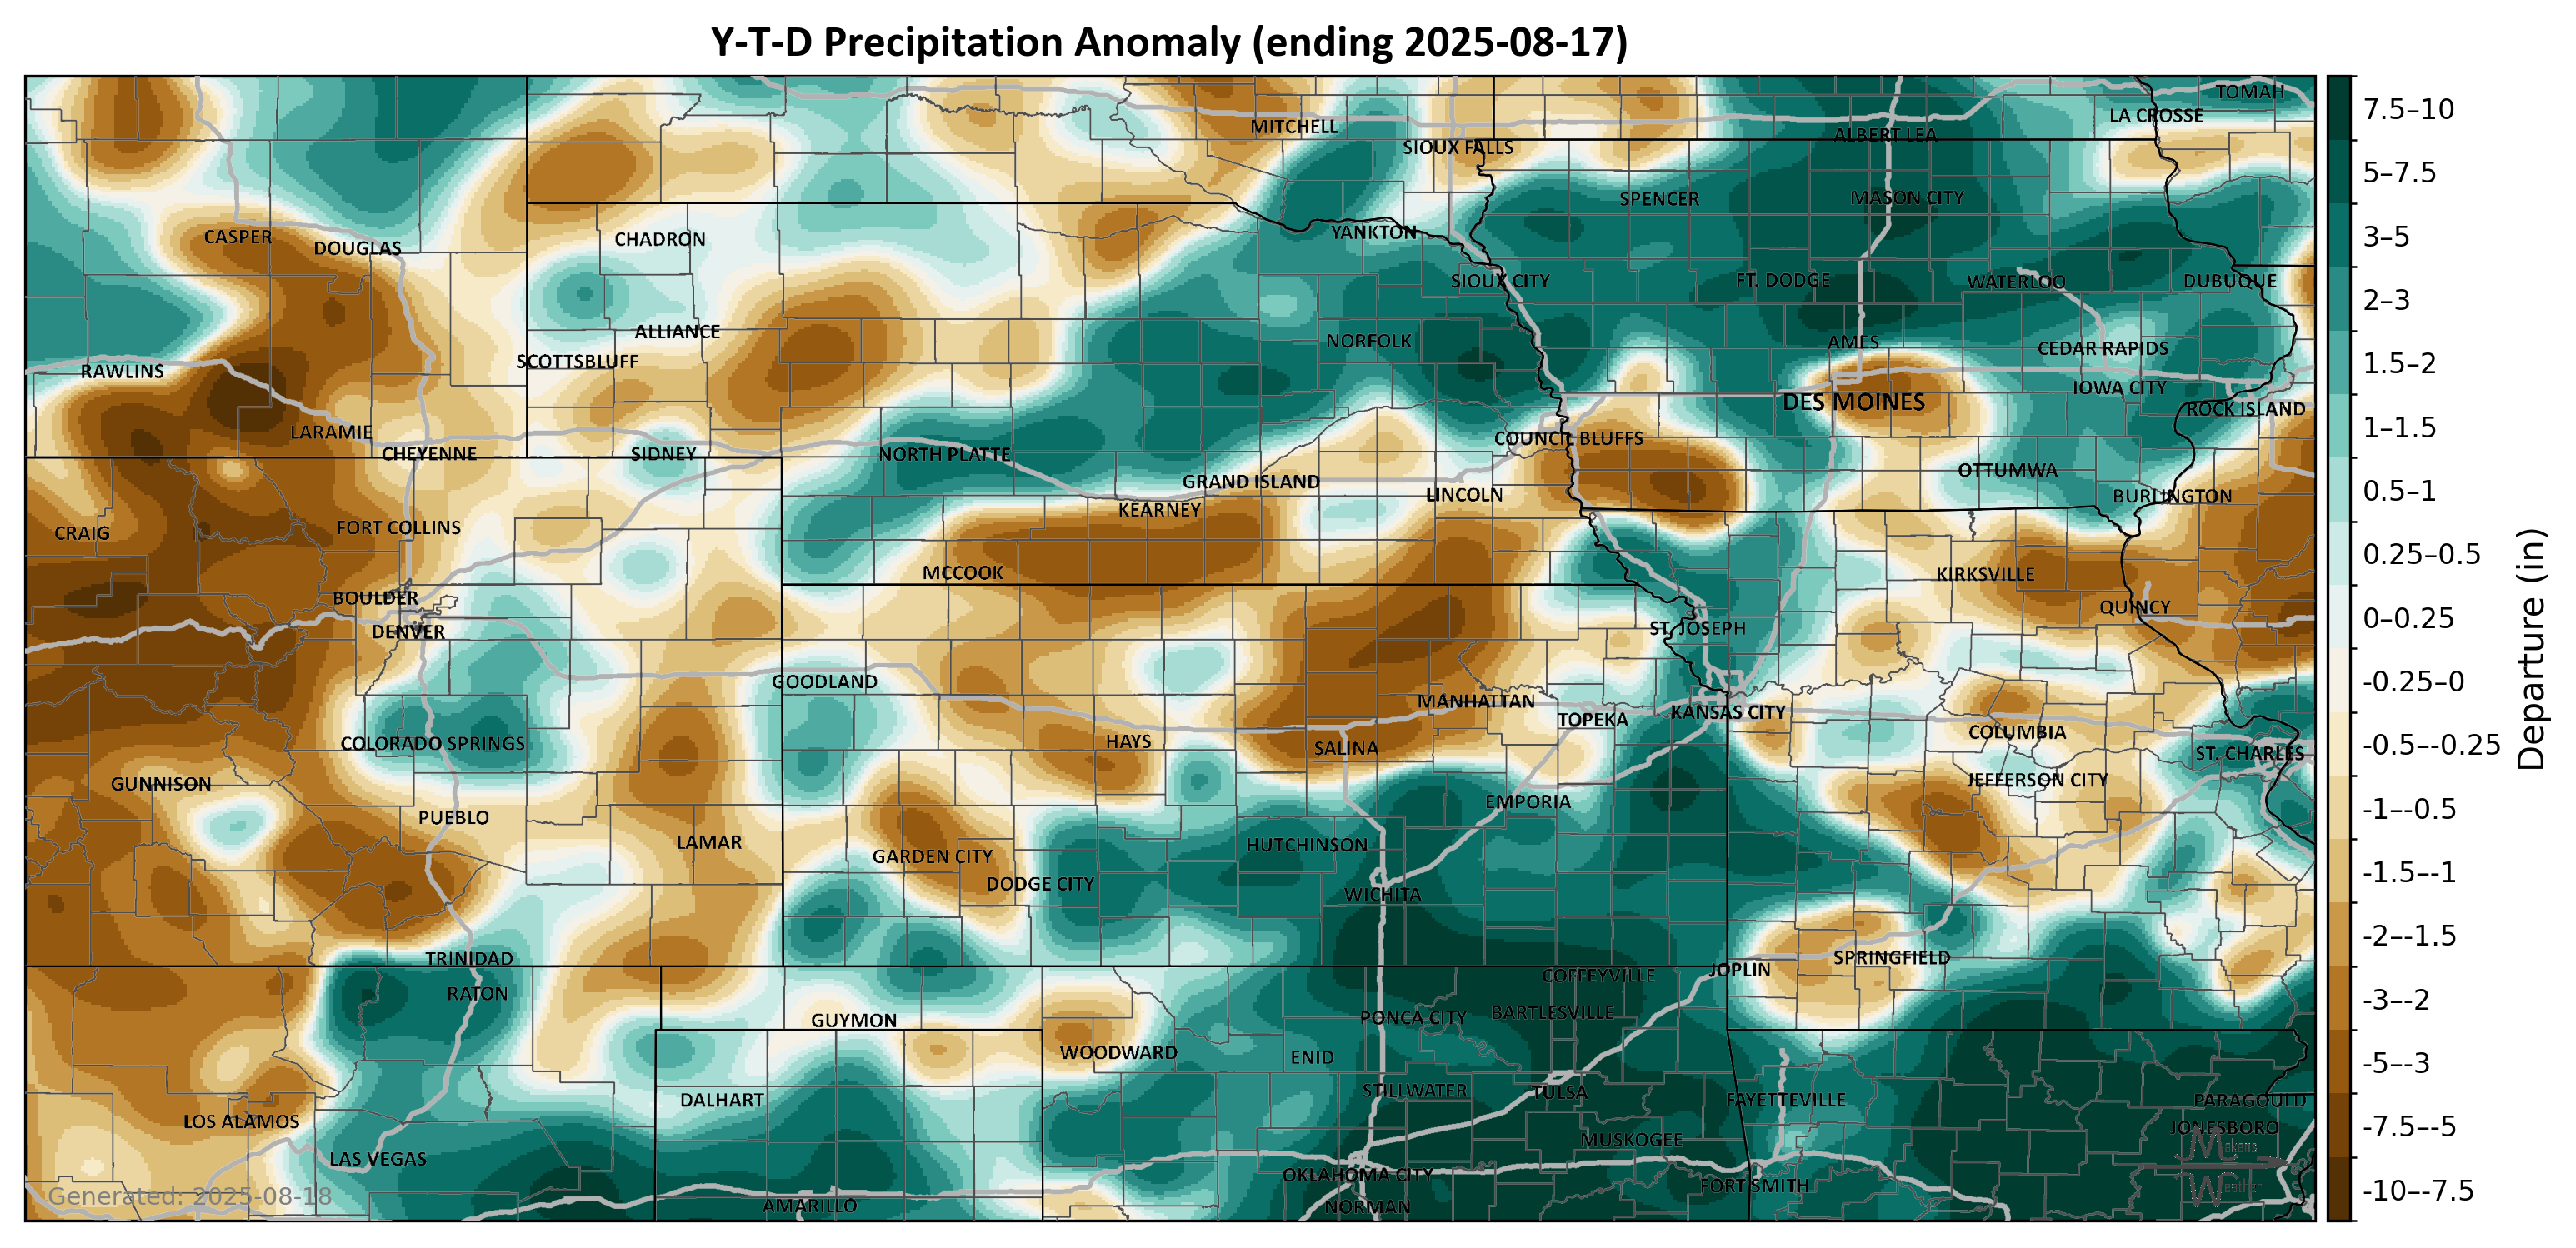 Y-T-D Precipitation Anomaly (ending 2025-08-17)
TOMAH
LA CROSSE
MITCHELL
ALBERT LEA
SIOUX FALLS
SPENCER
MASON CITY
CASPER
DOUGLAS
CHADRON
YANKTON
SIOUX CITY
FT. DODGE
WATERLOO
DUBUQUE
ALLIANCE
NORFOLK
AMES
CEDAR RAPIDS
SCOTTSBLUFF
RAWLINS
IOWA CITY
DES MOINES
ROCK ISLAND
LARAMIE
COUNCIL BLUFFS
CHEYENNE
SIDNEY
NORTH PLATTE
OTTUMWA
GRAND ISLAND
LINCOLN
BURLINGTON
KEARNEY
CRAIG
FORT COLLINS
MCCOOK
KIRKSVILLE
BOULDER
QUINCY
DENVER
ST. JOSEPH
GOODLAND
MANHATTAN
KANSAS CITY
TOPEKA
COLUMBIA
COLORADO SPRINGS
HAYS
SALINA
ST. CHARLES
GUNNISON
JEFFERSON CITY
EMPORIA
PUEBLO
LAMAR
HUTCHINSON
GARDEN CITY
DODGE CITY
WICHITA
TRINIDAD
SPRINGFIELD
JOPLIN
COFFEYVILLE
RATON
BARTLESVILLE
PONCA CITY
GUYMON
WOODWARD
ENID
STILLWATER
TULSA
DALHART
FAYETTEVILLE
PARAGOULD
LOS ALAMOS
JONESBORO
MUSKOGEE
LAS VEGAS
OKLAHOMA CITY
FORT SMITH
AMARILLO
NORMAN
Makens
Weather
Generated: 2025-08-18
7.5–10
5–7.5
3–5
2–3
1.5–2
1–1.5
0.5–1
0.25–0.5
0–0.25
-0.25–0
-0.5–-0.25
-1–-0.5
-1.5–-1
-2–-1.5
-3–-2
-5–-3
-7.5–-5
-10–-7.5
Departure (in)